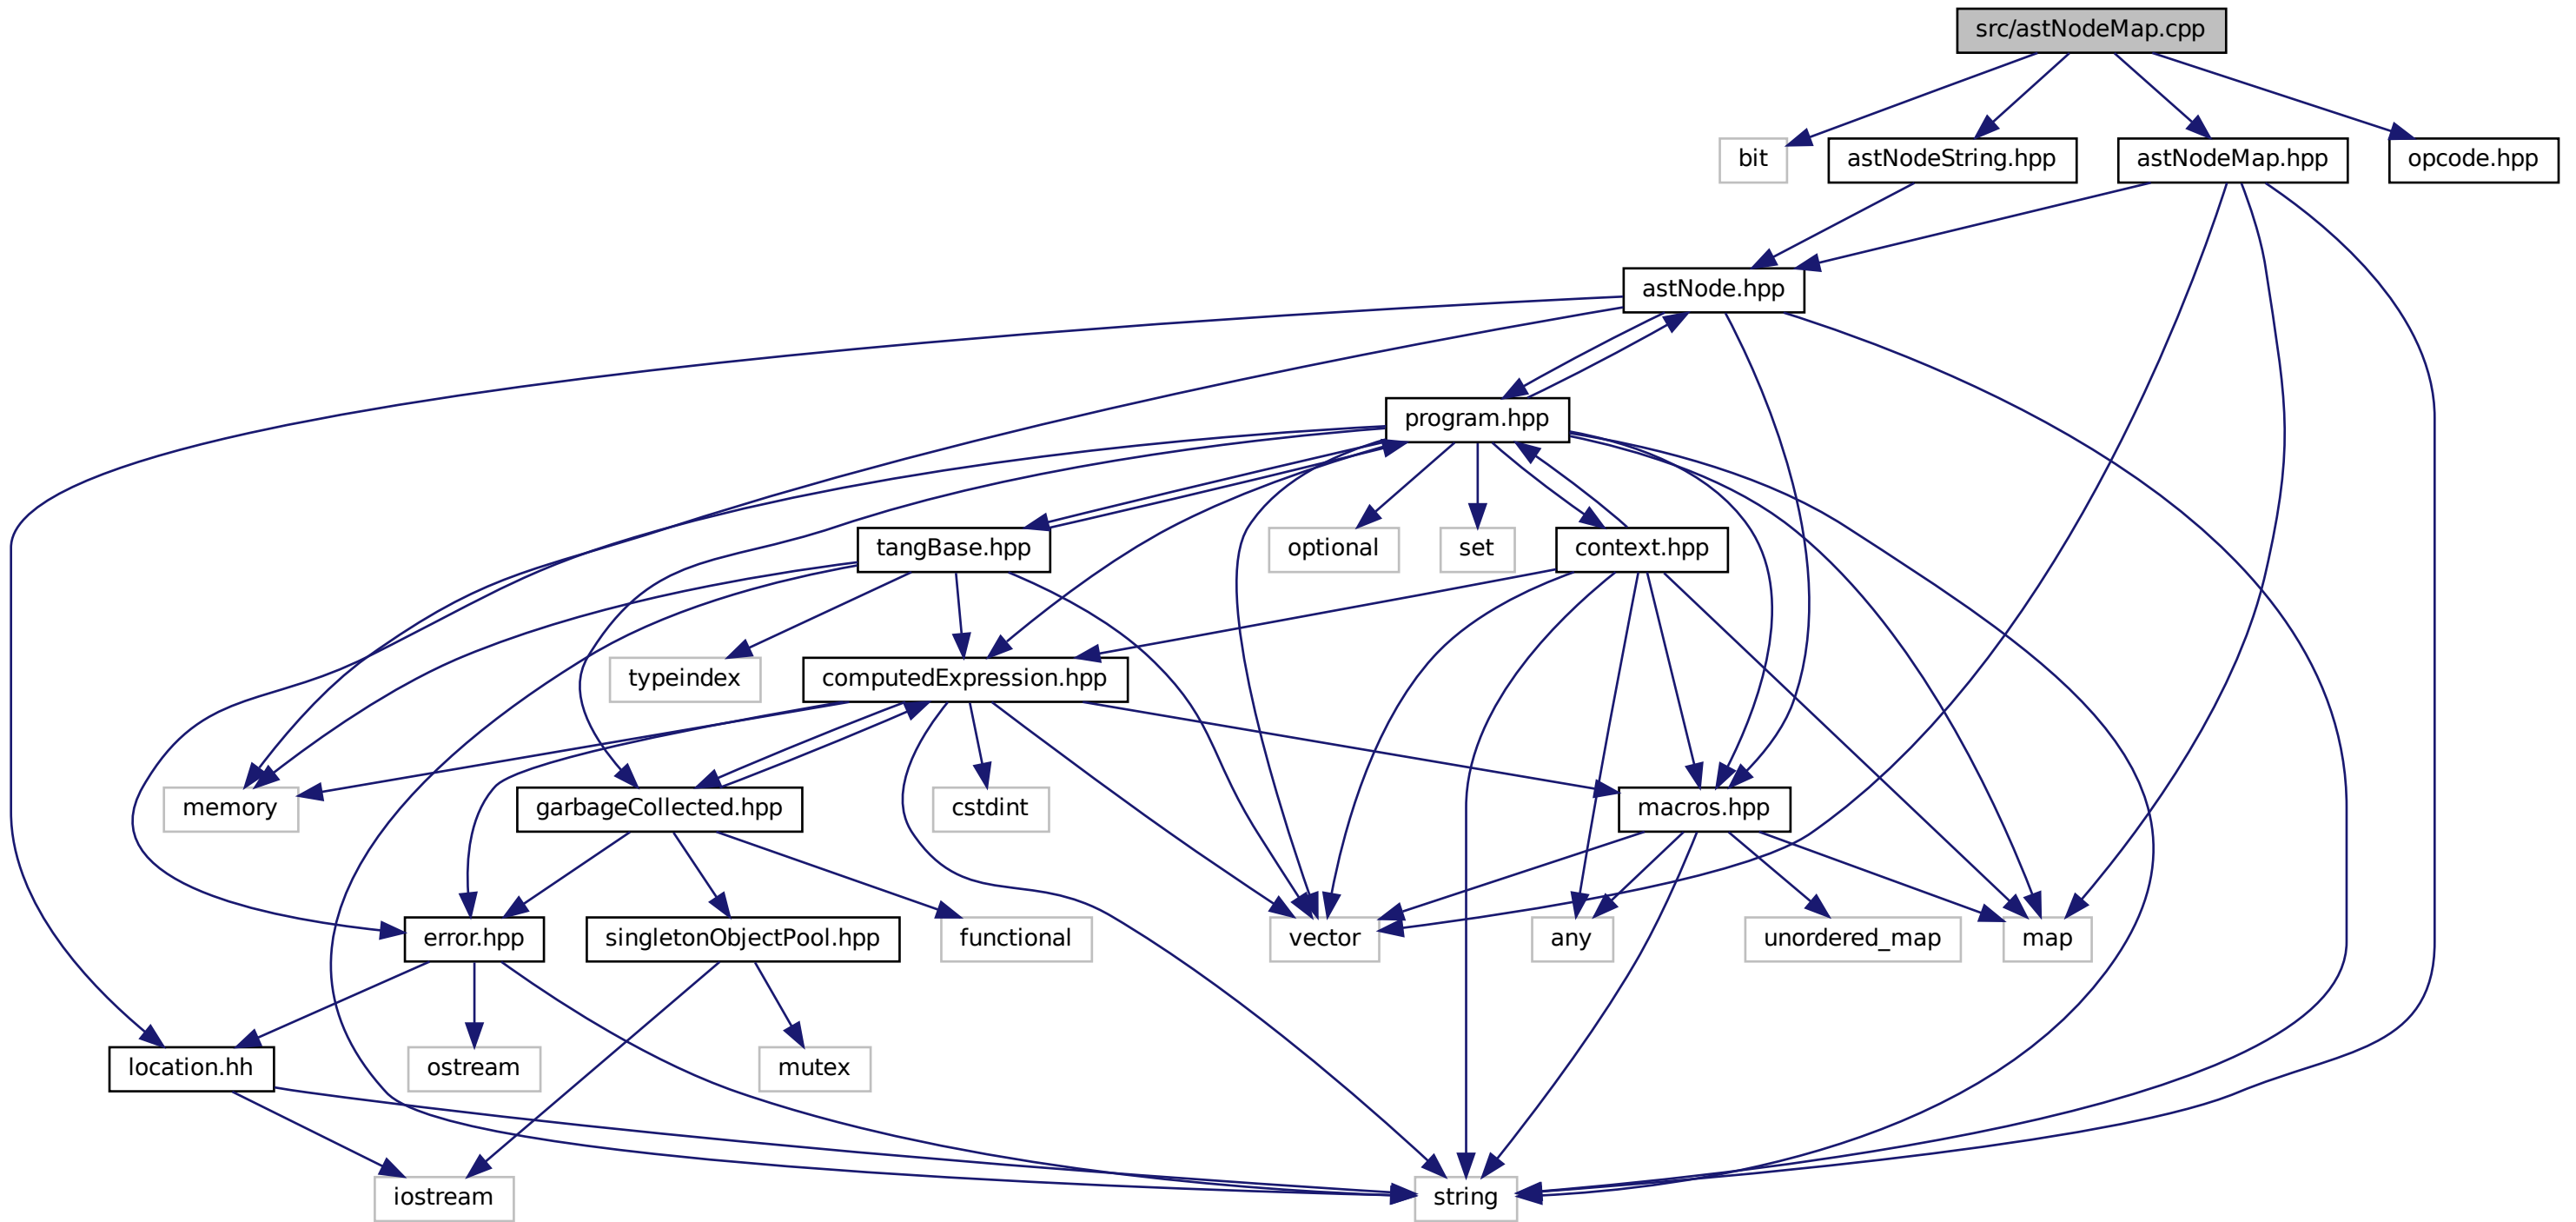 src/astNodeMap.cpp
bit
astNodeString.hpp
astNodeMap.hpp
opcode.hpp
astNode.hpp
program.hpp
tangBase.hpp
optional
set
context.hpp
typeindex
computedExpression.hpp
memory
garbageCollected.hpp
cstdint
macros.hpp
error.hpp
singletonObjectPool.hpp
functional
vector
any
unordered_map
map
location.hh
ostream
mutex
iostream
string